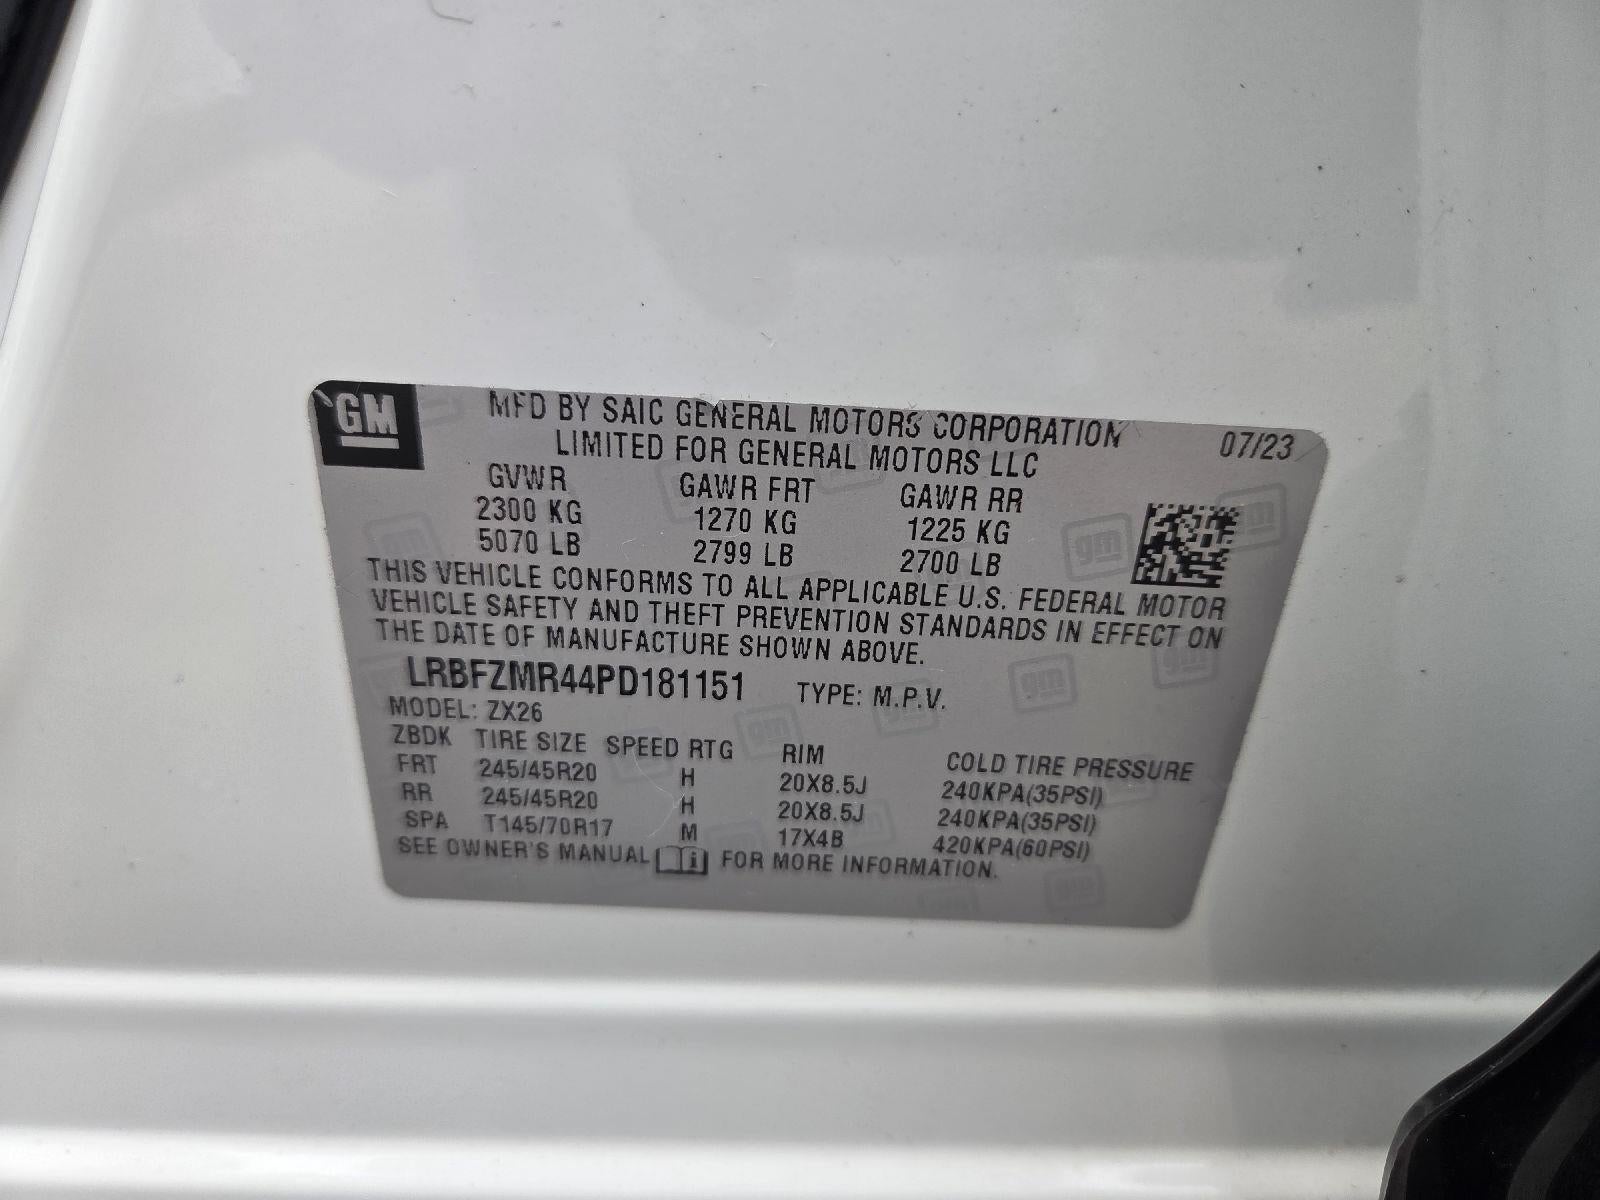 GM
MFD BY SAIC GENERAL MOTORS CORPORATION 07/23
LIMITED FOR GENERAL MOTORS LLC
GVWR GAWR FRT GAWR RR
2300 KG 1270 KG 1225 KG
5070 LB 2799 LB 2700 LB
THIS VEHICLE CONFORMS TO ALL APPLICABLE U.S. FEDERAL MOTOR
VEHICLE SAFETY AND THEFT PREVENTION STANDARDS IN EFFECT ON
THE DATE OF MANUFACTURE SHOWN ABOVE.
LRBFZMR44PD181151 TYPE: M.P.V.
MODEL: ZX26
ZBDK TIRE SIZE SPEED RTG RIM COLD TIRE PRESSURE
FRT 245/45R20 H 20X8.5J 240KPA(35PSI)
RR 245/45R20 H 20X8.5J 240KPA(35PSI)
SPA T145/70R17 M 17X4B 420KPA(60PSI)
SEE OWNER'S MANUAL i FOR MORE INFORMATION.